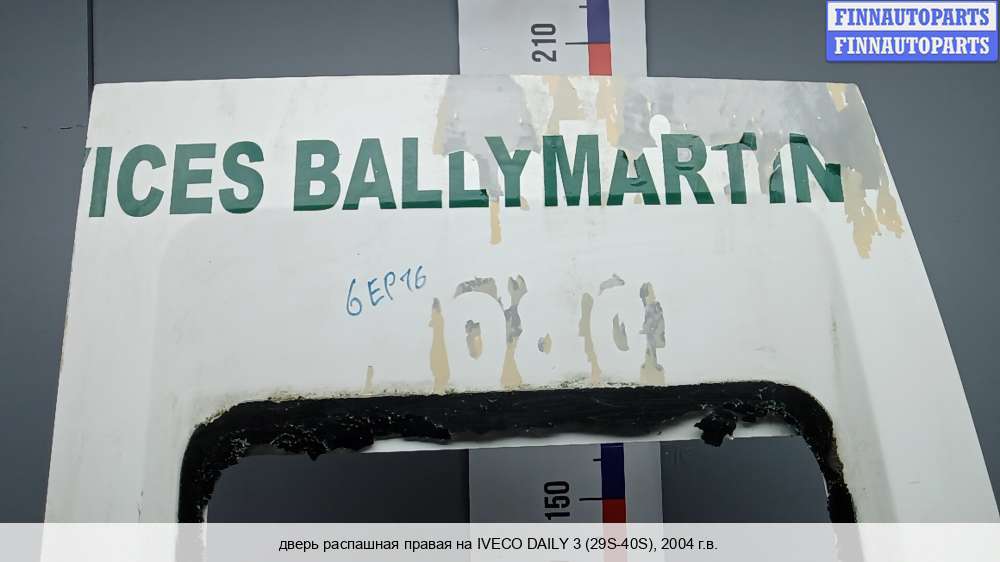 210
FINNAUTOPARTS
FINNAUTOPARTS
ICES BALLYMARTIN
6EP16
150
дверь распашная правая на IVECO DAILY 3 (29S-40S), 2004 г.в.